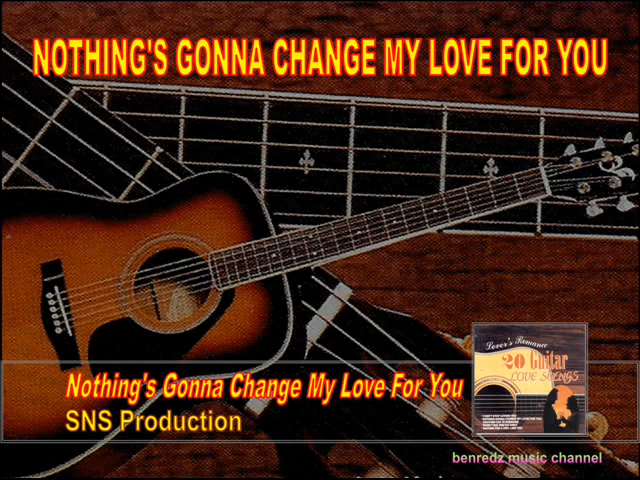 NOTHING'S GONNA CHANGE MY LOVE FOR YOU
Lover's Romance
20 Guitar
LOVE SONGS
Nothing's Gonna Change My Love For You
SNS Production
benredz music channel